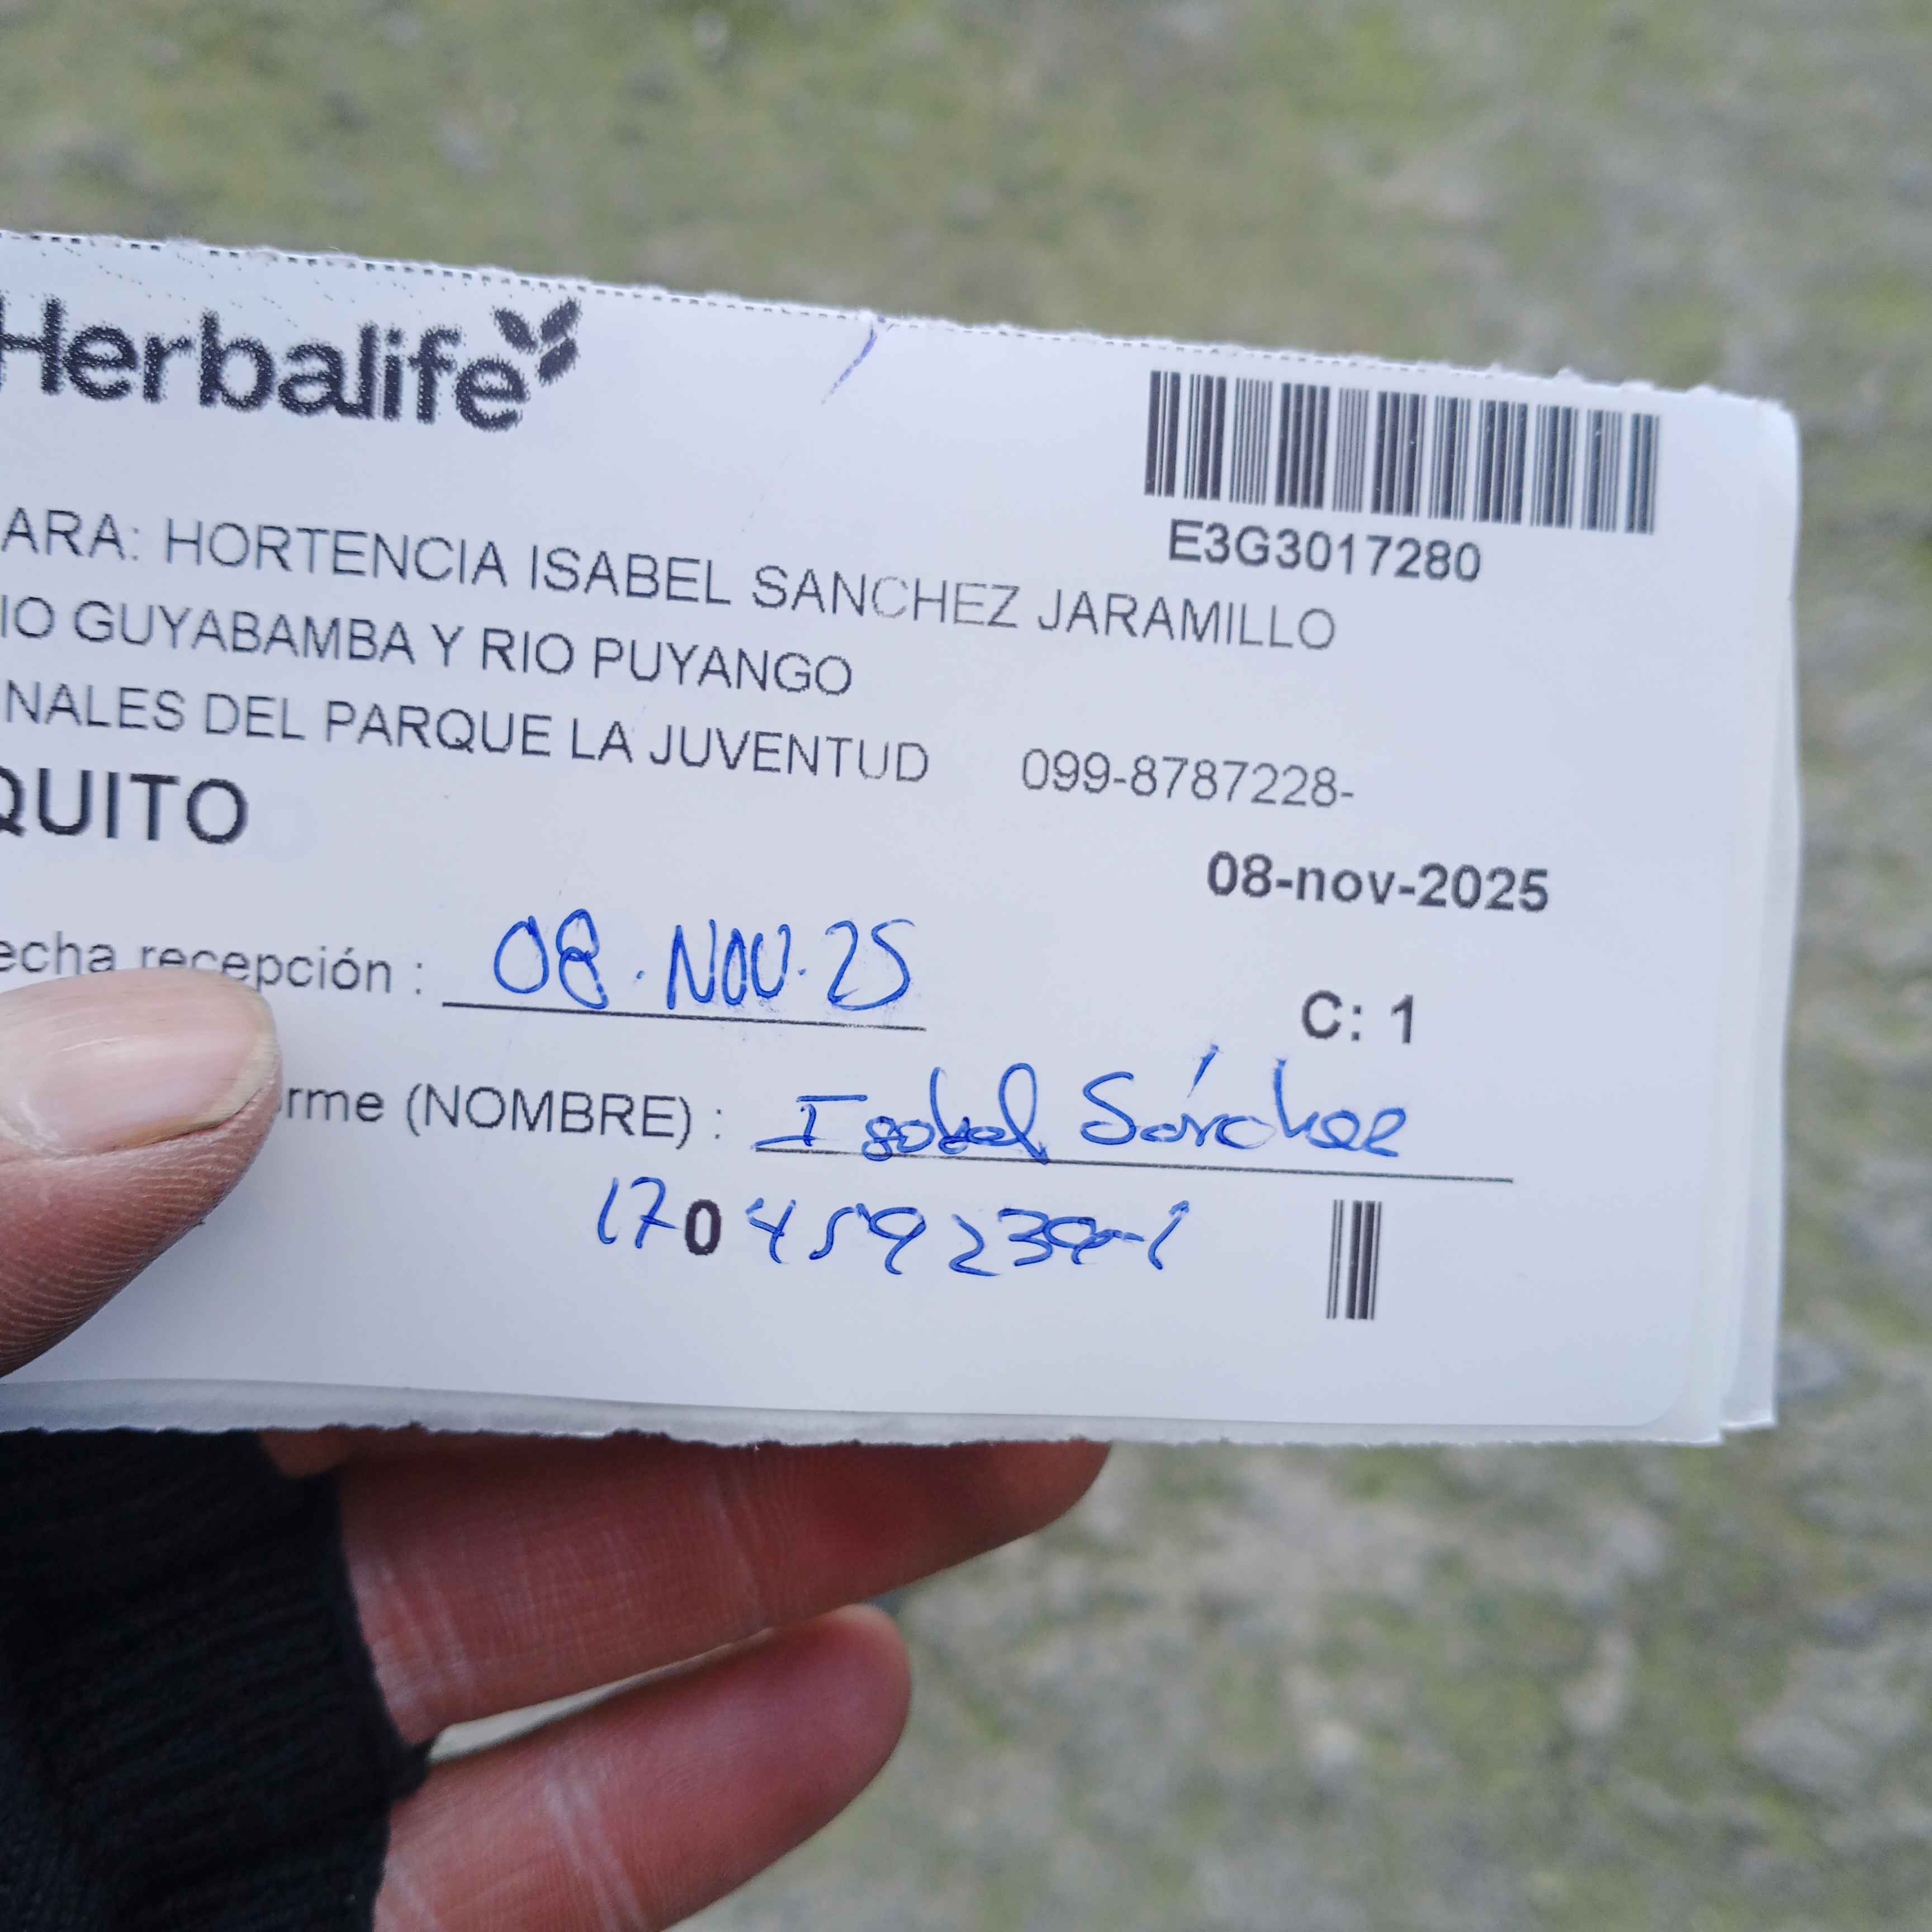 Herbalife
E3G3017280
ARA: HORTENCIA ISABEL SANCHEZ JARAMILLO
IO GUYABAMBA Y RIO PUYANGO
NALES DEL PARQUE LA JUVENTUD 099-8787228-
QUITO
08-nov-2025
echa recepción : 08. NOV. 25
C: 1
rme (NOMBRE) : Isabel Sánchez